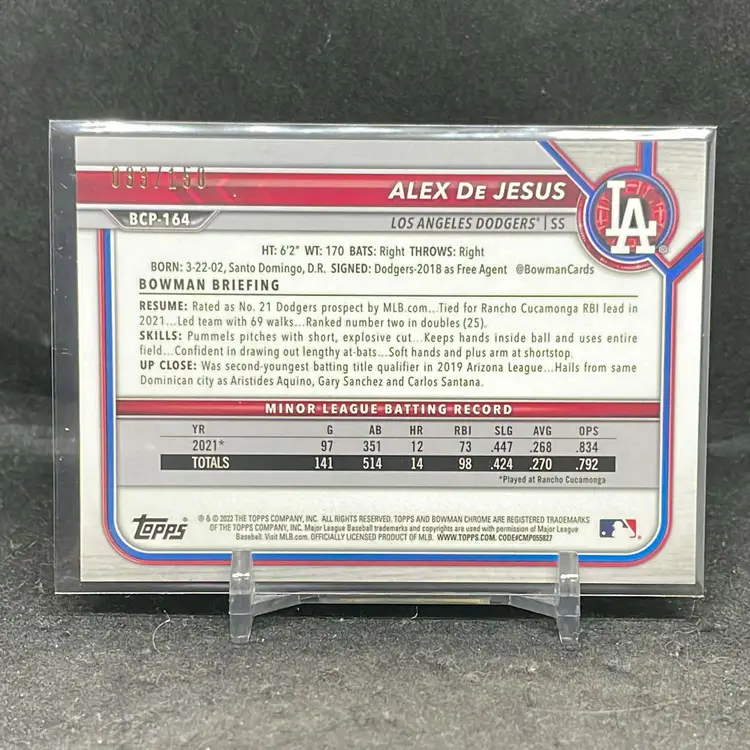 093/150
ALEX DE JESUS
BCP-164
LOS ANGELES DODGERS® | SS
LA
HT: 6'2" WT: 170 BATS: Right THROWS: Right
BORN: 3-22-02, Santo Domingo, D.R. SIGNED: Dodgers-2018 as Free Agent @BowmanCards
BOWMAN BRIEFING
RESUME: Rated as No. 21 Dodgers prospect by MLB.com...Tied for Rancho Cucamonga RBI lead in
2021...Led team with 69 walks...Ranked number two in doubles (25).
SKILLS: Pummels pitches with short, explosive cut...Keeps hands inside ball and uses entire
field...Confident in drawing out lengthy at-bats...Soft hands and plus arm at shortstop.
UP CLOSE: Was second-youngest batting title qualifier in 2019 Arizona League...Hails from same
Dominican city as Aristides Aquino, Gary Sanchez and Carlos Santana.
MINOR LEAGUE BATTING RECORD
YR G AB HR RBI SLG AVG OPS
2021* 97 351 12 73 .447 .268 .834
TOTALS 141 514 14 98 .424 .270 .792
*Played at Rancho Cucamonga
Topps®
® & © 2022 THE TOPPS COMPANY, INC. ALL RIGHTS RESERVED. TOPPS AND BOWMAN CHROME ARE REGISTERED TRADEMARKS
OF THE TOPPS COMPANY, INC. Major League Baseball trademarks and copyrights are used with permission of Major League
Baseball. Visit MLB.com. OFFICIALLY LICENSED PRODUCT OF MLB. WWW.TOPPS.COM. CODE#CMP055827